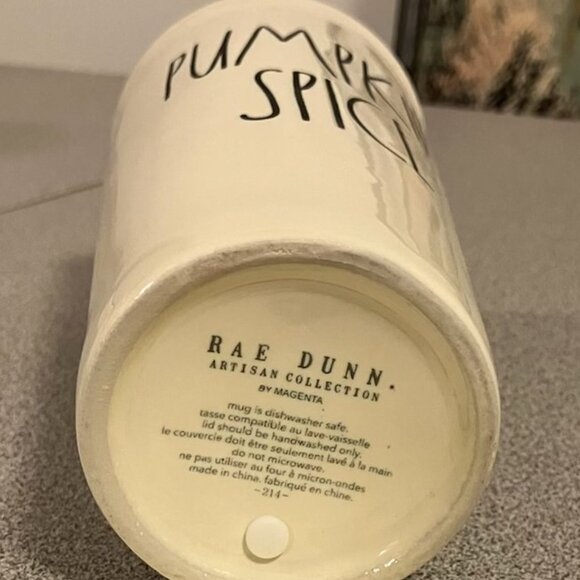 PUMPKIN
SPICE
RAE DUNN.
ARTISAN COLLECTION
BY MAGENTA
mug is dishwasher safe.
tasse compatible au lave-vaisselle
lid should be handwashed only.
le couvercle doit être seulement lavé à la main
do not microwave.
ne pas utiliser au four à micron-ondes
made in china. fabriqué en chine.
-214-